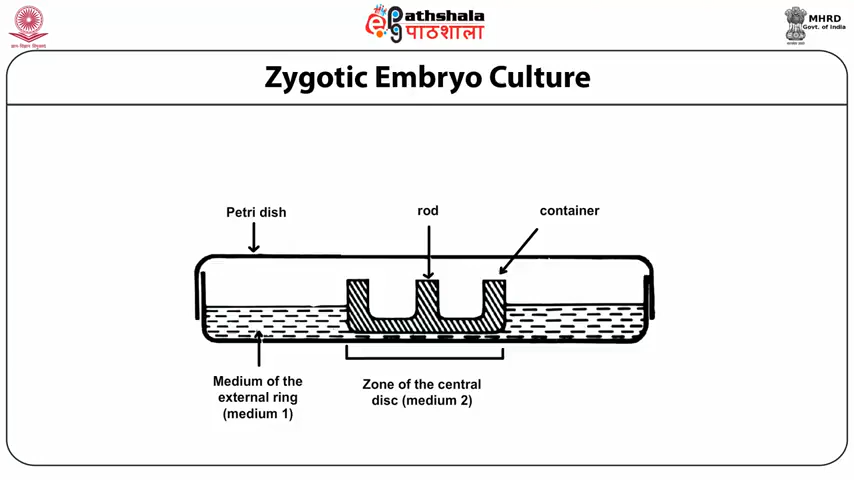 ePathshala
पाठशाला
MHRD
Govt. of India
Zygotic Embryo Culture
Petri dish
rod
container
Medium of the
external ring
(medium 1)
Zone of the central
disc (medium 2)